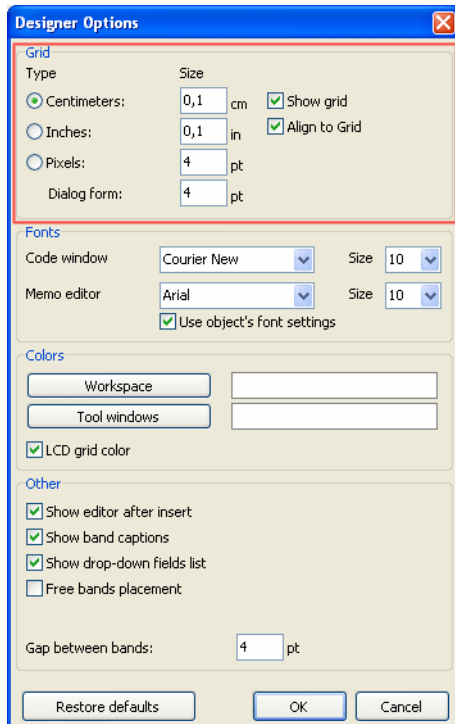 Designer Options
Grid
Type Size
Centimeters: 0,1 cm Show grid
Inches: 0,1 in Align to Grid
Pixels: 4 pt
Dialog form: 4 pt
Fonts
Code window Courier New Size 10
Memo editor Arial Size 10
Use object's font settings
Colors
Workspace
Tool windows
LCD grid color
Other
Show editor after insert
Show band captions
Show drop-down fields list
Free bands placement
Gap between bands: 4 pt
Restore defaults OK Cancel